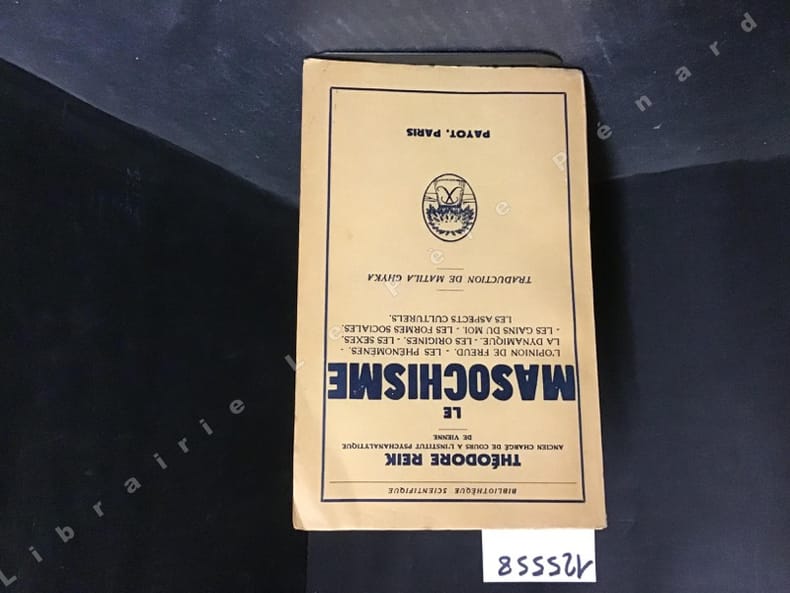 BIBLIOTHÈQUE SCIENTIFIQUE
THÉODORE REIK
ANCIEN CHARGÉ DE COURS A L'INSTITUT PSYCHANALYTIQUE
DE VIENNE
LE
MASOCHISME
L'OPINION DE FREUD. - LES PHÉNOMÈNES. -
LA DYNAMIQUE. - LES ORIGINES. - LES SEXES.
- LES GAINS DU MOI. - LES FORMES SOCIALES.
LES ASPECTS CULTURELS.
TRADUCTION DE MATILA GHYKA
PAYOT, PARIS
125558
Librairie Le Père Pénard